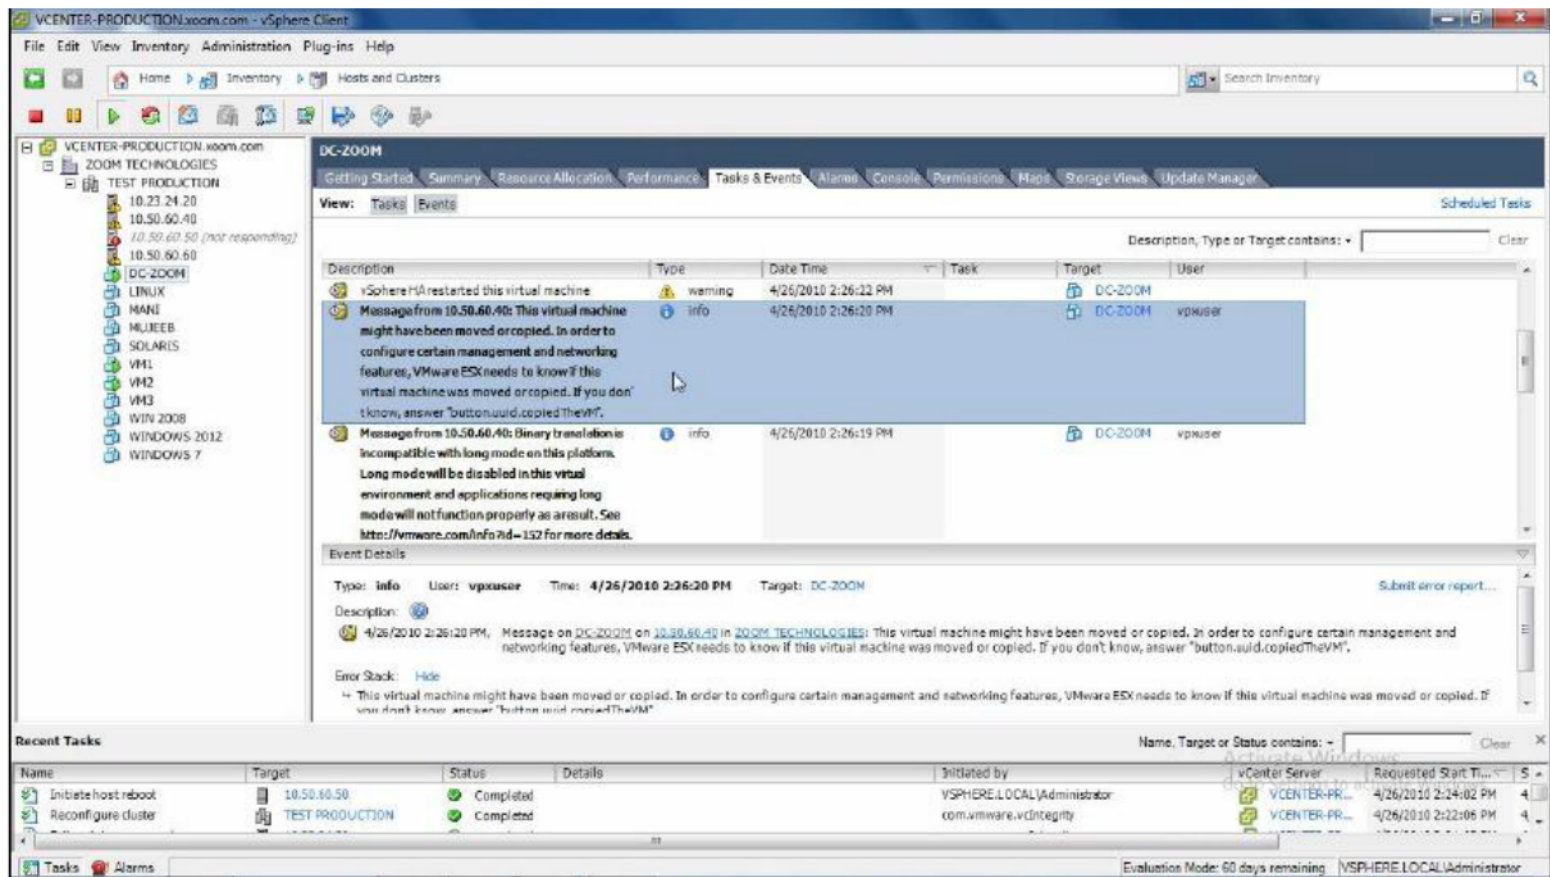 VCENTER-PRODUCTION.xoom.com - vSphere Client
File Edit View Inventory Administration Plug-ins Help
Home Inventory Hosts and Clusters
Search Inventory
VCENTER-PRODUCTION.xoom.com
ZOOM TECHNOLOGIES
TEST PRODUCTION
10.23.24.20
10.50.60.40
10.50.60.50 (not responding)
10.50.60.60
DC-ZOOM
LINUX
MANI
MUJEEB
SOLARIS
VM1
VM2
VM3
WIN 2008
WINDOWS 2012
WINDOWS 7
DC-ZOOM
Getting Started Summary Resource Allocation Performance Tasks & Events Alarms Console Permissions Maps Storage Views Update Manager
View: Tasks Events
Scheduled Tasks
Description, Type or Target contains: Clear
Description Type Date Time Task Target User
vSphere HA restarted this virtual machine warning 4/26/2010 2:26:22 PM DC-ZOOM
Message from 10.50.60.40: This virtual machine info 4/26/2010 2:26:20 PM DC-ZOOM vpxuser
might have been moved or copied. In order to
configure certain management and networking
features, VMware ESX needs to know if this
virtual machine was moved or copied. If you don'
t know, answer "button.uuid.copiedTheVM".
Message from 10.50.60.40: Binary translation is info 4/26/2010 2:26:19 PM DC-ZOOM vpxuser
incompatible with long mode on this platform.
Long mode will be disabled in this virtual
environment and applications requiring long
mode will not function properly as a result. See
http://vmware.com/info?id=152 for more details.
Event Details
Type: info User: vpxuser Time: 4/26/2010 2:26:20 PM Target: DC-ZOOM
Submit error report...
Description:
4/26/2010 2:26:20 PM, Message on DC-ZOOM on 10.50.60.40 in ZOOM TECHNOLOGIES: This virtual machine might have been moved or copied. In order to configure certain management and
networking features, VMware ESX needs to know if this virtual machine was moved or copied. If you don't know, answer "button.uuid.copiedTheVM".
Error Stack: Hide
This virtual machine might have been moved or copied. In order to configure certain management and networking features, VMware ESX needs to know if this virtual machine was moved or copied. If
you don't know, answer "button.uuid.copiedTheVM"
Recent Tasks
Name, Target or Status contains: Clear
Activate Windows
Name Target Status Details Initiated by vCenter Server Requested Start Ti... S
Initiate host reboot 10.50.60.50 Completed VSPHERE.LOCAL\Administrator VCENTER-PR... 4/26/2010 2:24:02 PM 4
Reconfigure cluster TEST PRODUCTION Completed com.vmware.vcIntegrity VCENTER-PR... 4/26/2010 2:22:06 PM 4
Tasks Alarms
Evaluation Mode: 60 days remaining VSPHERE.LOCAL\Administrator